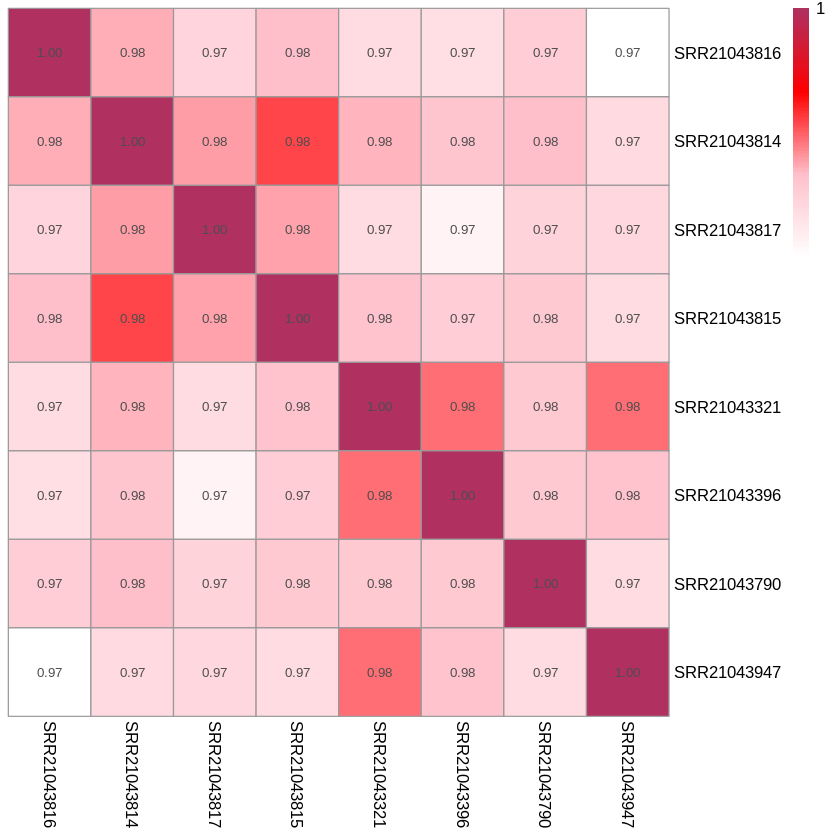 1
1.00 0.98 0.97 0.98 0.97 0.97 0.97 0.97 SRR21043816
0.98 1.00 0.98 0.98 0.98 0.98 0.98 0.97 SRR21043814
0.97 0.98 1.00 0.98 0.97 0.97 0.97 0.97 SRR21043817
0.98 0.98 0.98 1.00 0.98 0.97 0.98 0.97 SRR21043815
0.97 0.98 0.97 0.98 1.00 0.98 0.98 0.98 SRR21043321
0.97 0.98 0.97 0.97 0.98 1.00 0.98 0.98 SRR21043396
0.97 0.98 0.97 0.98 0.98 0.98 1.00 0.97 SRR21043790
0.97 0.97 0.97 0.97 0.98 0.98 0.97 1.00 SRR21043947
SRR21043816
SRR21043814
SRR21043817
SRR21043815
SRR21043321
SRR21043396
SRR21043790
SRR21043947